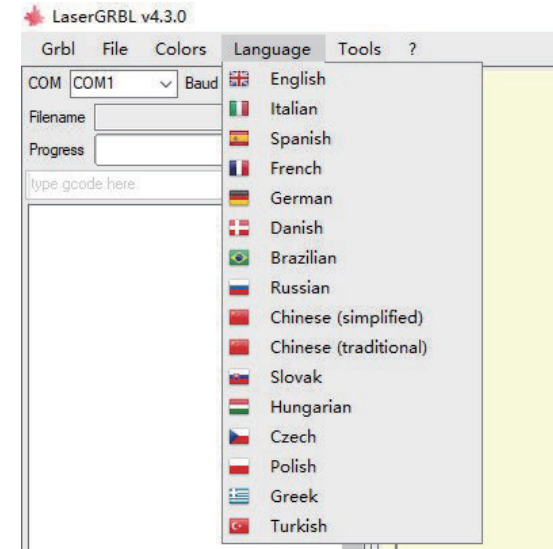 LaserGRBL v4.3.0
Grbl File Colors Language Tools ?
COM COM1 Baud
Filename
Progress
type gcode here
English
Italian
Spanish
French
German
Danish
Brazilian
Russian
Chinese (simplified)
Chinese (traditional)
Slovak
Hungarian
Czech
Polish
Greek
Turkish